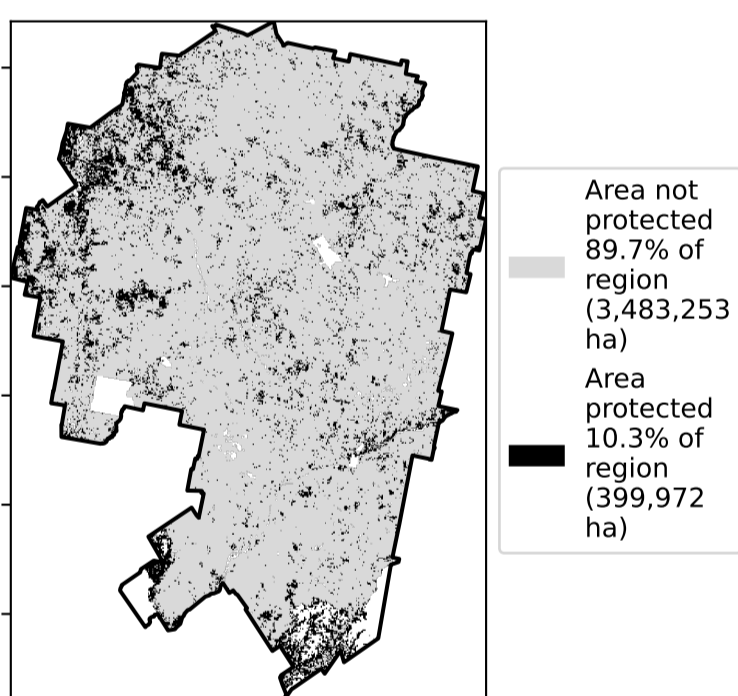 Area not
protected
89.7% of
region
(3,483,253
ha)
Area
protected
10.3% of
region
(399,972
ha)